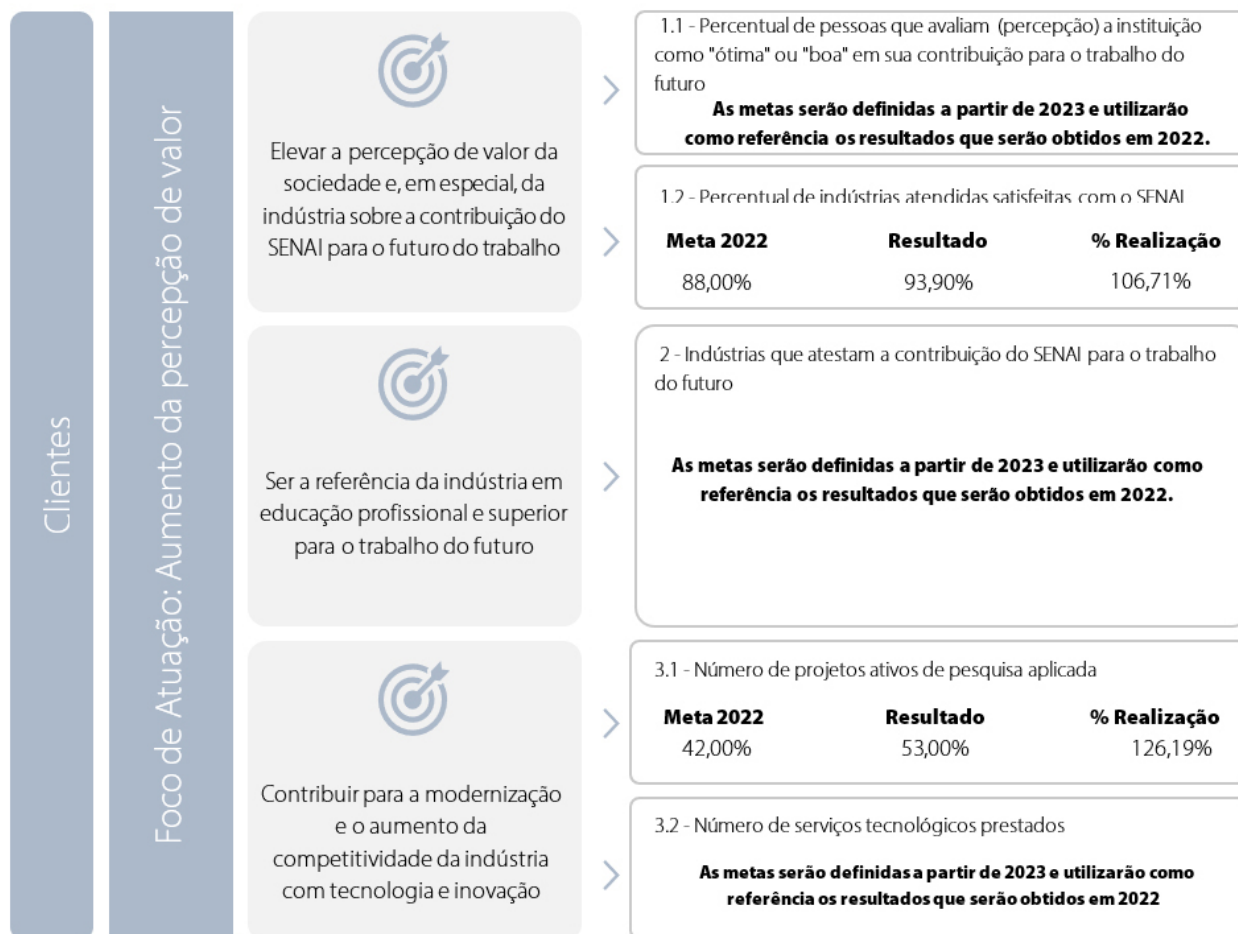 Clientes
Foco de Atuação: Aumento da percepção de valor
Elevar a percepção de valor da
sociedade e, em especial, da
indústria sobre a contribuição do
SENAI para o futuro do trabalho
1.1 - Percentual de pessoas que avaliam (percepção) a instituição
como "ótima" ou "boa" em sua contribuição para o trabalho do
futuro
As metas serão definidas a partir de 2023 e utilizarão
como referência os resultados que serão obtidos em 2022.
1.2 - Percentual de indústrias atendidas satisfeitas com o SENAI
Meta 2022 Resultado % Realização
88,00% 93,90% 106,71%
Ser a referência da indústria em
educação profissional e superior
para o trabalho do futuro
2 - Indústrias que atestam a contribuição do SENAI para o trabalho
do futuro
As metas serão definidas a partir de 2023 e utilizarão como
referência os resultados que serão obtidos em 2022.
Contribuir para a modernização
e o aumento da
competitividade da indústria
com tecnologia e inovação
3.1 - Número de projetos ativos de pesquisa aplicada
Meta 2022 Resultado % Realização
42,00% 53,00% 126,19%
3.2 - Número de serviços tecnológicos prestados
As metas serão definidas a partir de 2023 e utilizarão como
referência os resultados que serão obtidos em 2022